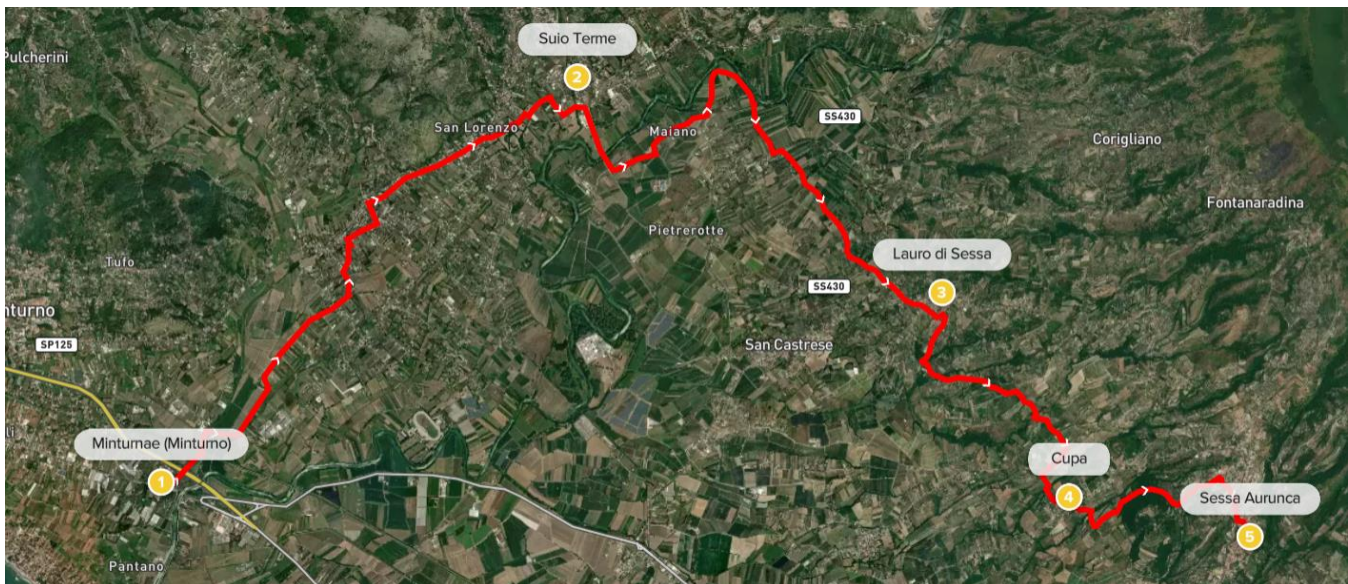 Pulcherini
Suio Terme
2
SS430
San Lorenzo
Maiano
Corigliano
Fontanaradina
Pietrerotte
Tufo
Lauro di Sessa
SS430
3
nturno
SP125
San Castrese
li
Minturnae (Minturno)
1
Cupa
4
Sessa Aurunca
5
Pantano